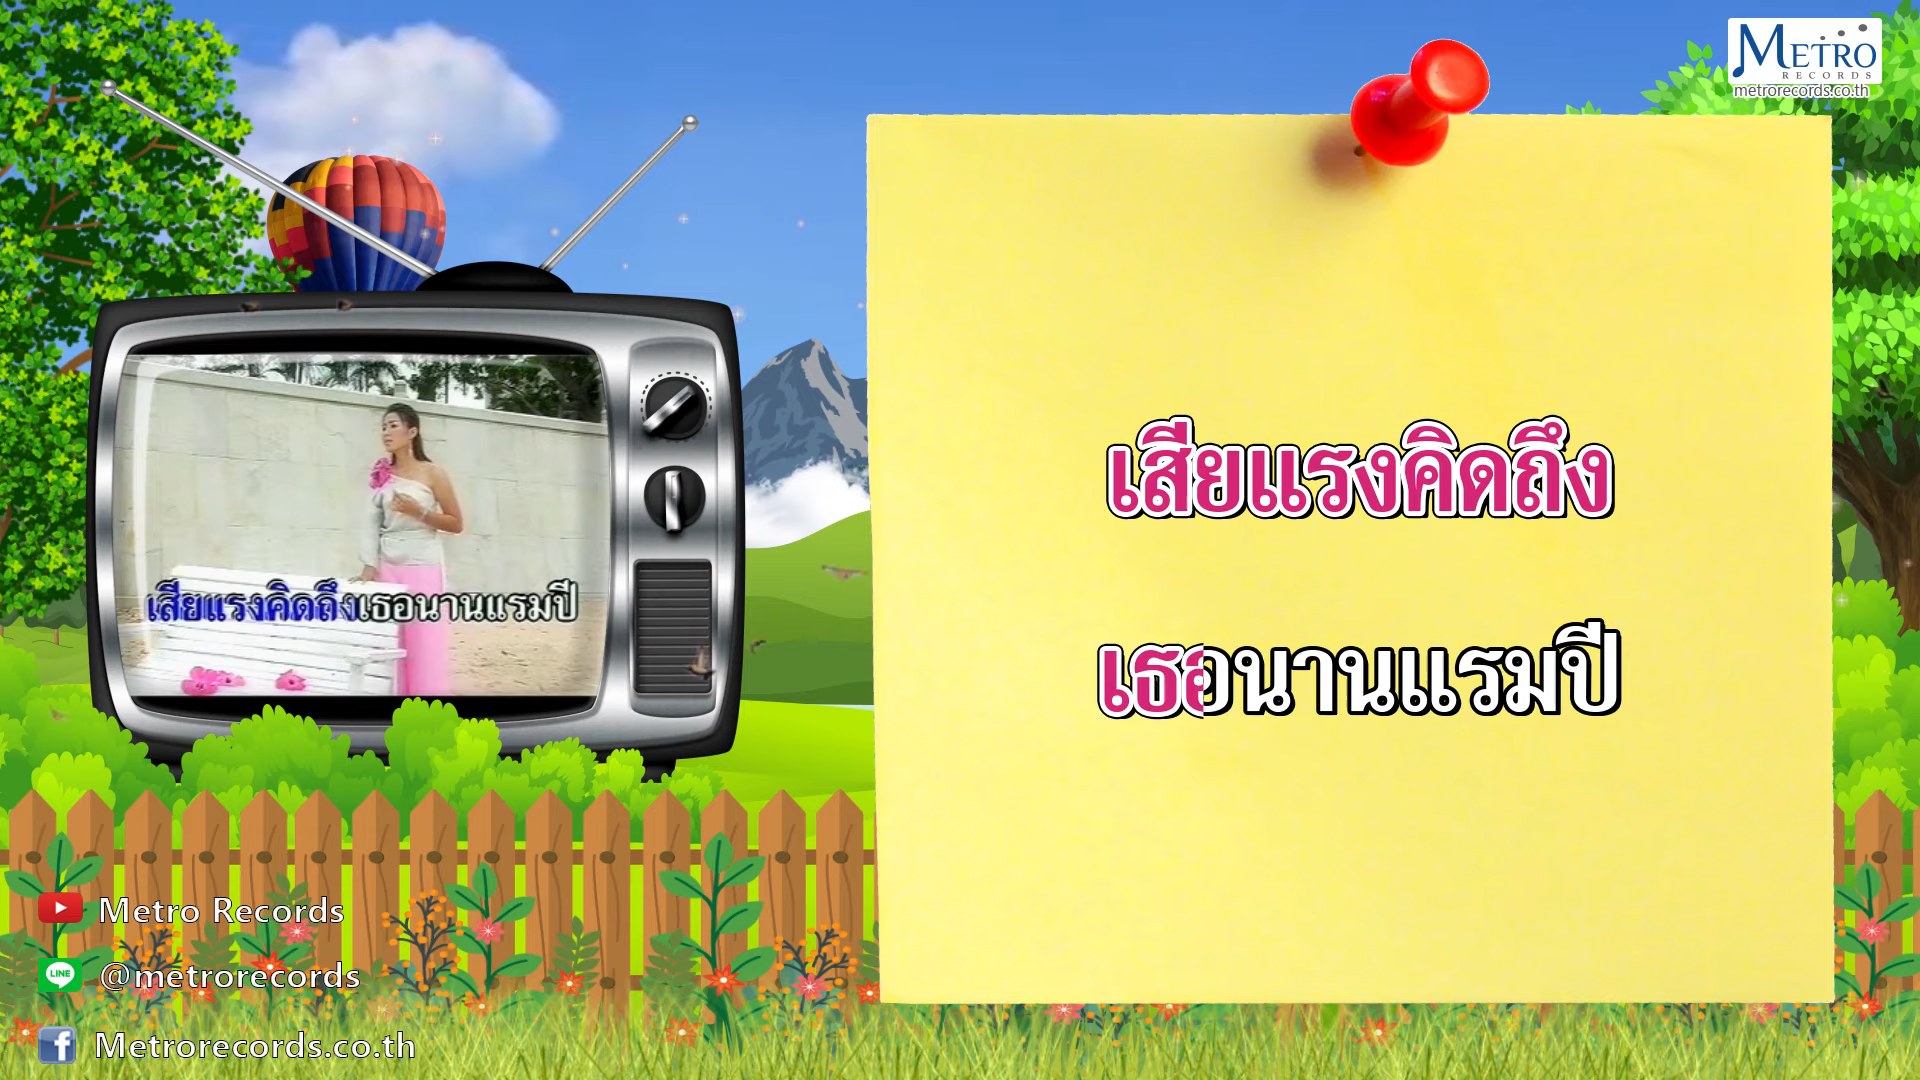 METRO
RECORDS
metrorecords.co.th
เสียแรงคิดถึง
เธอนานแรมปี
เสียแรงคิดถึงเธอนานแรมปี
Metro Records
LINE @metrorecords
Metrorecords.co.th